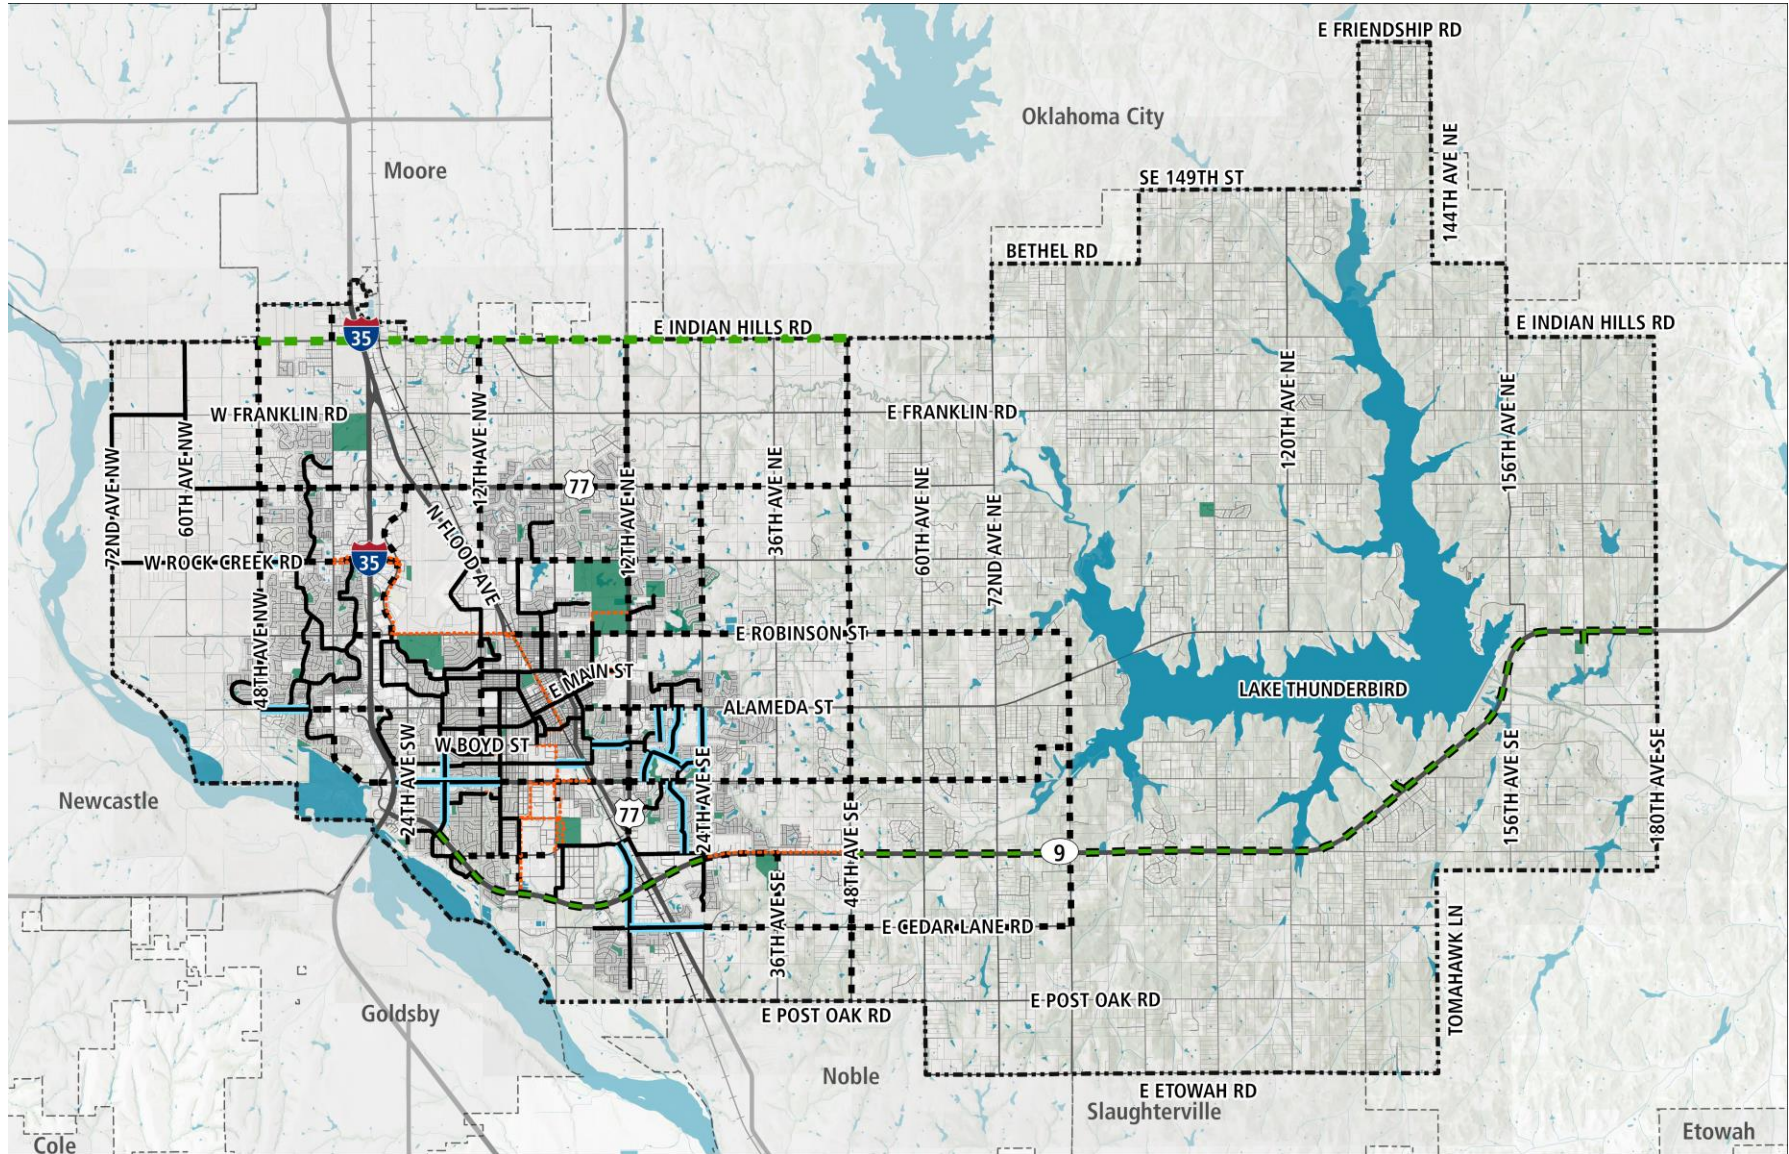 E FRIENDSHIP RD
Oklahoma City
144TH AVE NE
Moore
SE 149TH ST
BETHEL RD
E INDIAN HILLS RD
E INDIAN HILLS RD
35
120TH AVE NE
156TH AVE NE
W FRANKLIN RD
E FRANKLIN RD
12TH AVE NW
60TH AVE NW
72ND AVE NW
77
N FLOOD AVE
12TH AVE NE
36TH AVE NE
60TH AVE NE
72ND AVE NE
W ROCK CREEK RD
35
48TH AVE NW
E ROBINSON ST
E MAIN ST
LAKE THUNDERBIRD
ALAMEDA ST
W BOYD ST
24TH AVE SW
24TH AVE SE
156TH AVE SE
180TH AVE SE
Newcastle
77
48TH AVE SE
9
36TH AVE SE
E CEDAR LANE RD
TOMAHAWK LN
E POST OAK RD
Goldsby
E POST OAK RD
Noble
E ETOWAH RD
Slaughterville
Etowah
Cole